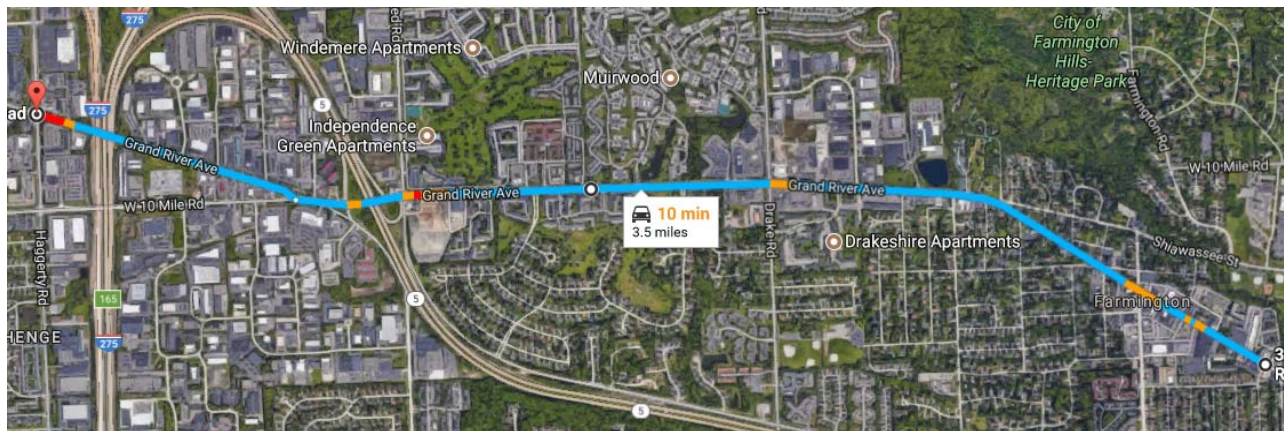 275
Windemere Apartments
5
Muirwood
City of
Farmington
Hills-
Heritage Park
Farmington Rd
275
ad
Independence
Green Apartments
Grand River Ave
W 10 Mile Rd
Grand River Ave
Grand River Ave
W 10 Mile Rd
10 min
3.5 miles
Drake Rd
Drakeshire Apartments
Shiawassee St
Haggerty Rd
165
5
Farmington
HENGE
275
3
R
5